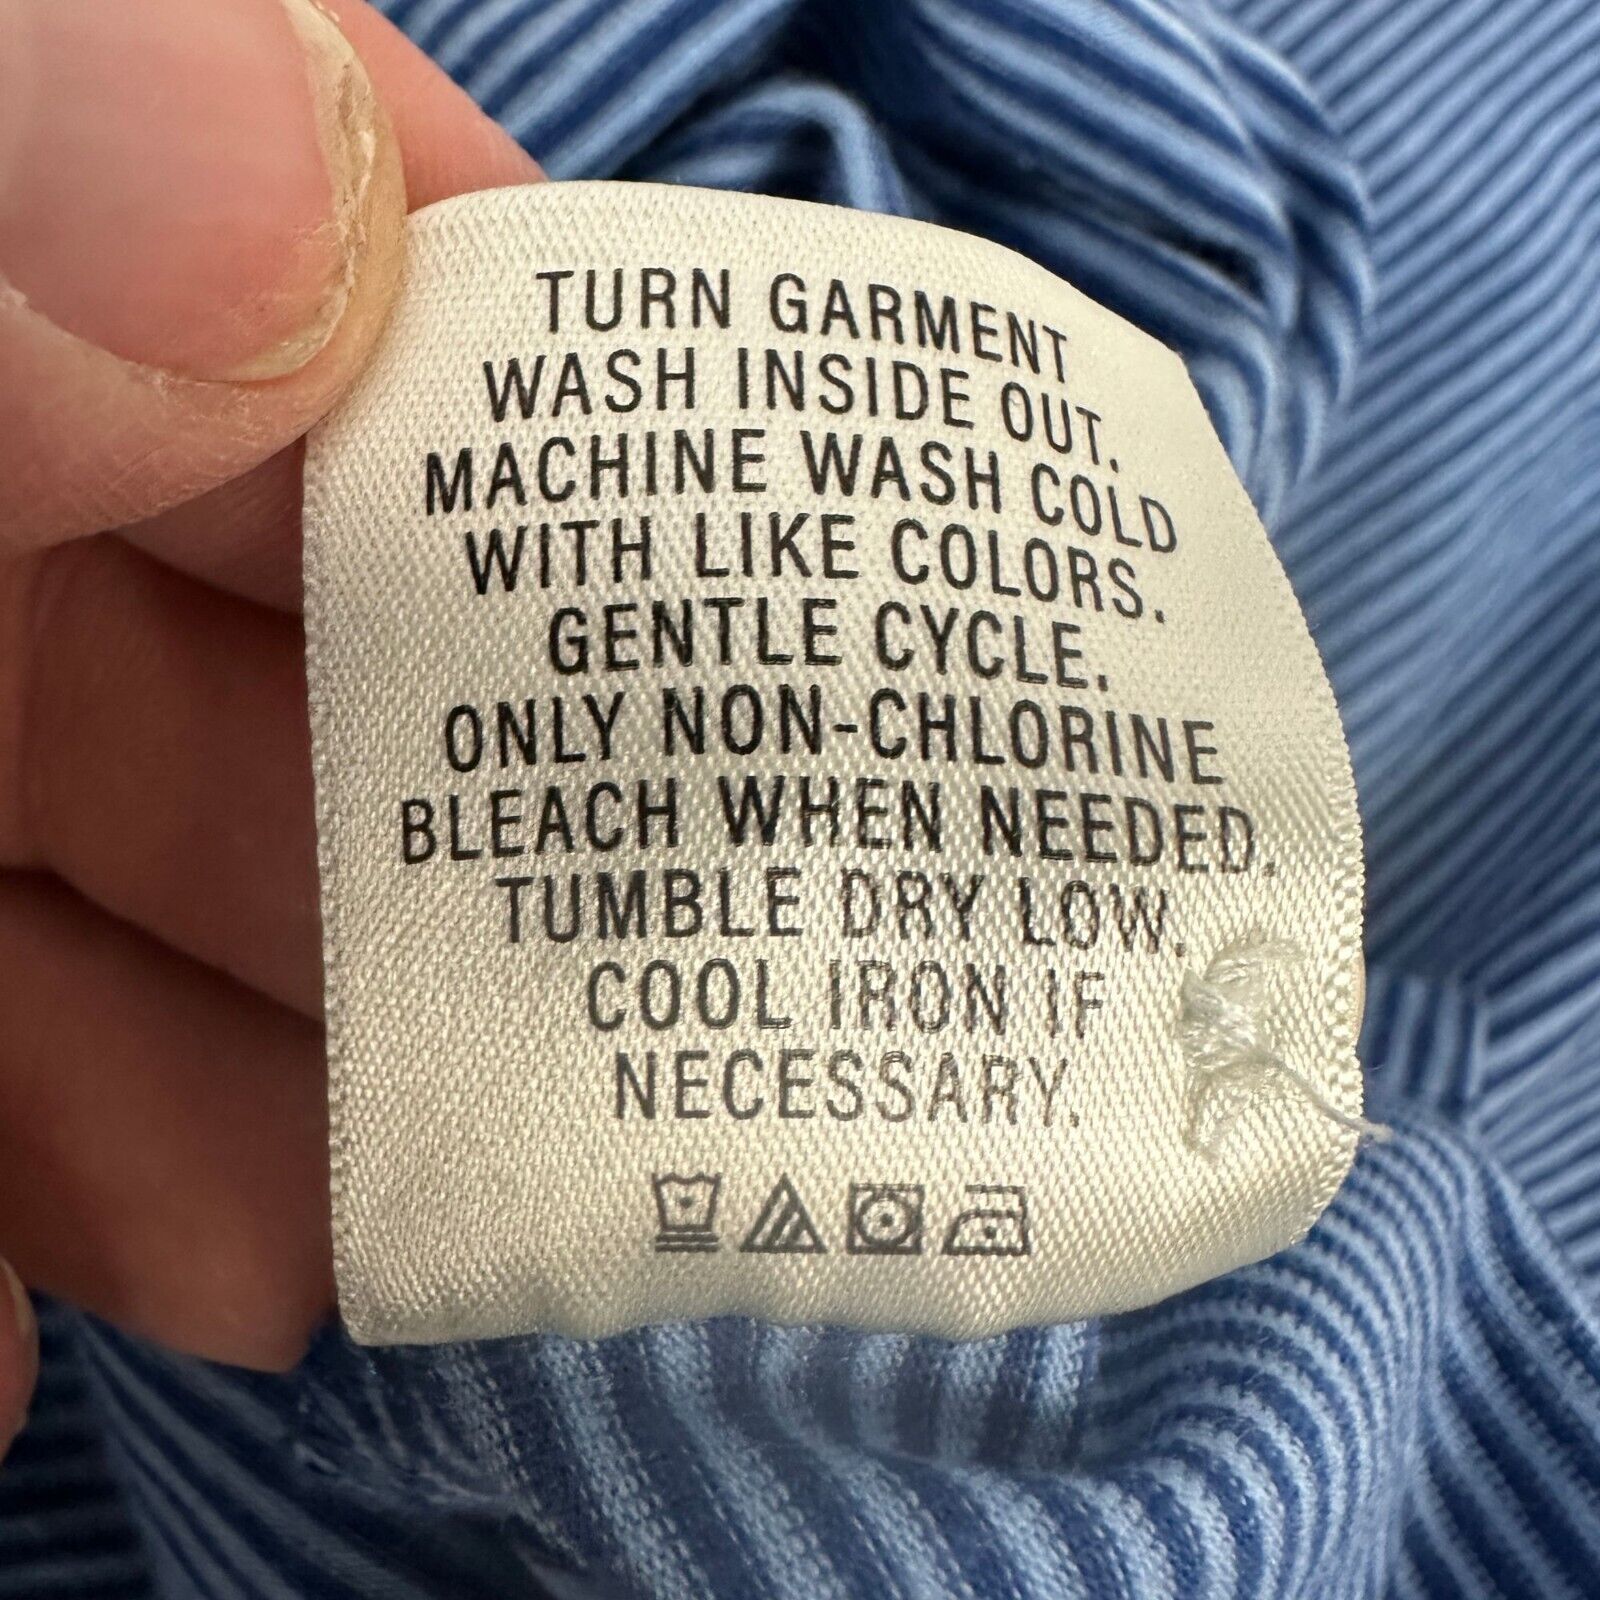 TURN GARMENT
WASH INSIDE OUT.
MACHINE WASH COLD
WITH LIKE COLORS.
GENTLE CYCLE.
ONLY NON-CHLORINE
BLEACH WHEN NEEDED.
TUMBLE DRY LOW.
COOL IRON IF
NECESSARY.